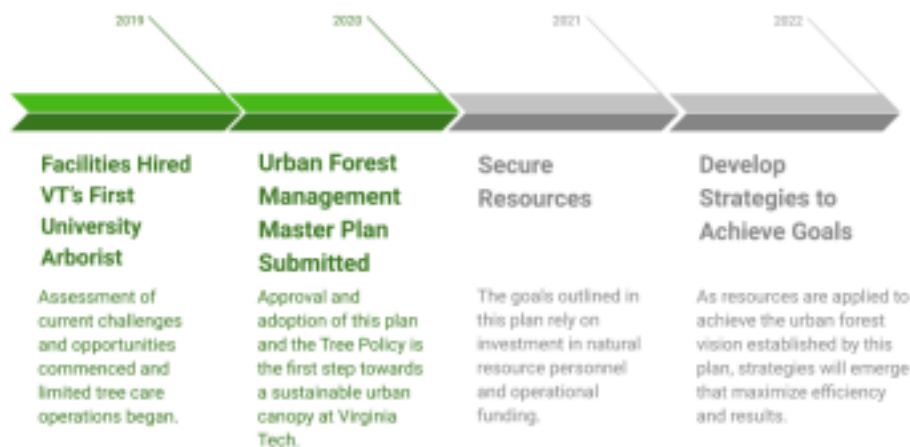 2019
2020
2021
2022
Facilities Hired
VT's First
University
Arborist
Assessment of
current challenges
and opportunities
commenced and
limited tree care
operations began.
Urban Forest
Management
Master Plan
Submitted
Approval and
adoption of this plan
and the Tree Policy is
the first step towards
a sustainable urban
canopy at Virginia
Tech.
Secure
Resources
The goals outlined in
this plan rely on
investment in natural
resource personnel
and operational
funding.
Develop
Strategies to
Achieve Goals
As resources are applied to
achieve the urban forest
vision established by this
plan, strategies will emerge
that maximize efficiency
and results.